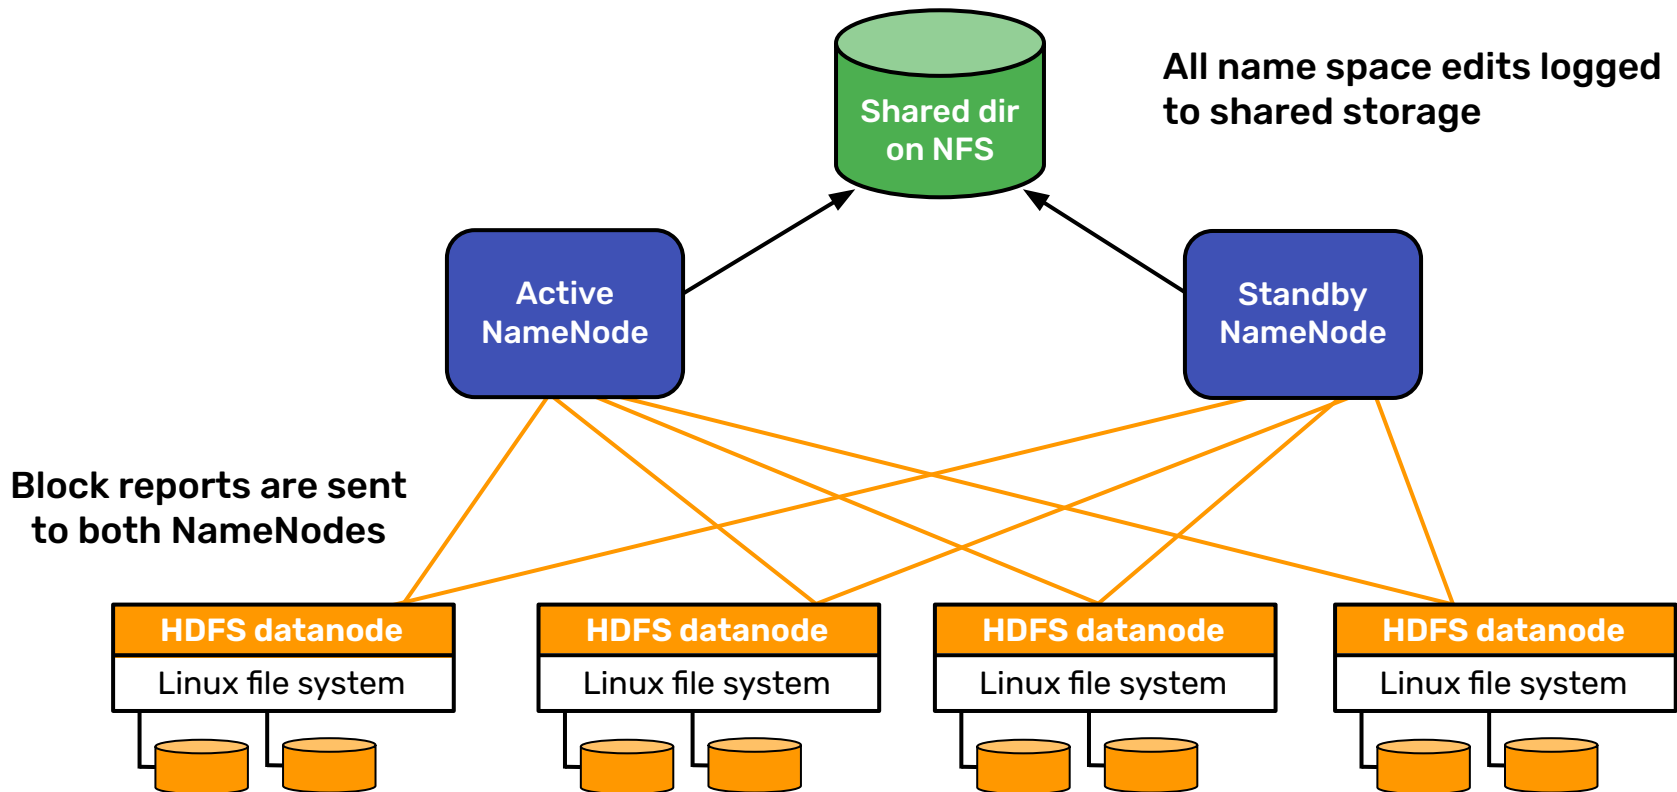 Shared dir
on NFS
All name space edits logged
to shared storage
Active
NameNode
Standby
NameNode
Block reports are sent
to both NameNodes
HDFS datanode
Linux file system
HDFS datanode
Linux file system
HDFS datanode
Linux file system
HDFS datanode
Linux file system